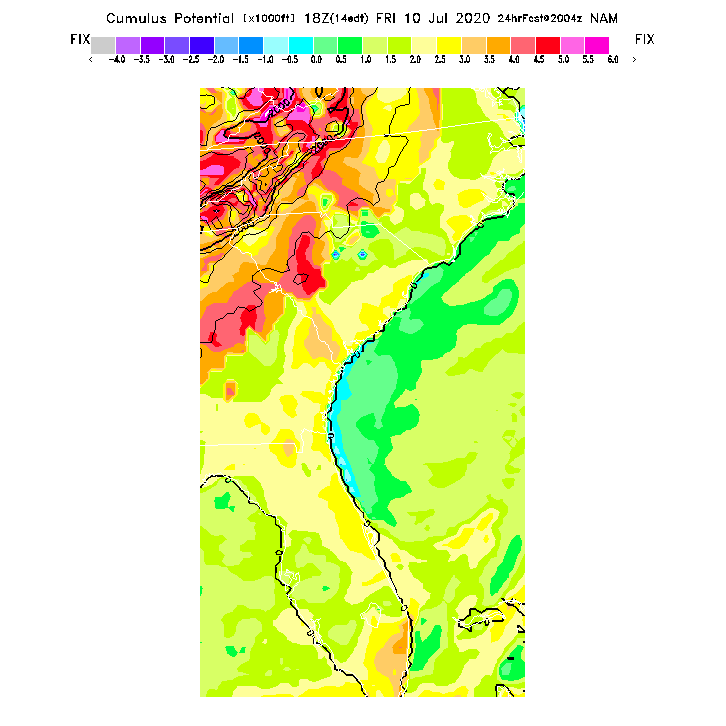 Cumulus Potential [x1000ft] 18Z(14edt) FRI 10 Jul 2020 24hrFcst@2004z NAM
FIX FIX
< -4.0 -3.5 -3.0 -2.5 -2.0 -1.5 -1.0 -0.5 0.0 0.5 1.0 1.5 2.0 2.5 3.0 3.5 4.0 4.5 5.0 5.5 6.0 >
2000